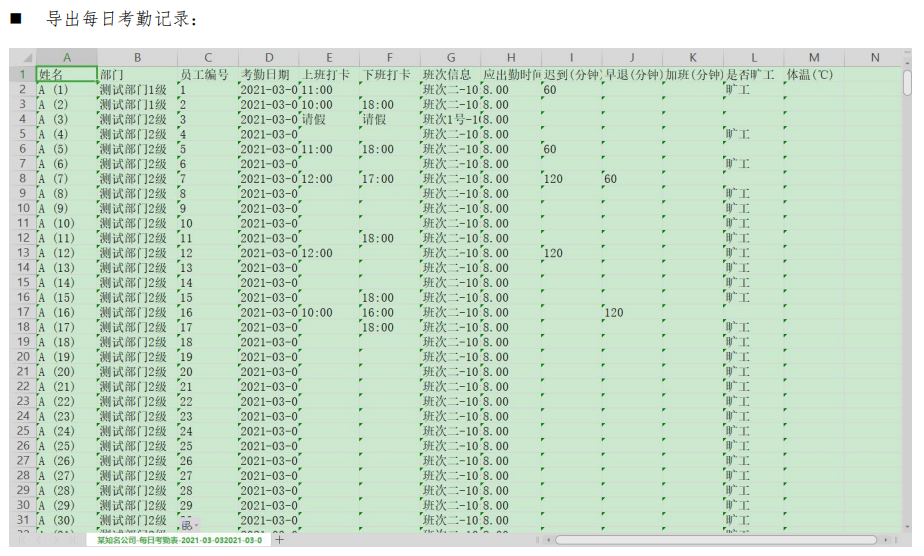 ■ 导出每日考勤记录：
A B C D E F G H I J K L M N
1 姓名 部门 员工编号 考勤日期 上班打卡 下班打卡 班次信息 应出勤时间 迟到(分钟) 早退(分钟) 加班(分钟) 是否旷工 体温(℃)
2 A (1) 测试部门1级 1 2021-03-0 11:00 班次二-10 8.00 60 旷工
3 A (2) 测试部门1级 2 2021-03-0 10:00 18:00 班次二-10 8.00
4 A (3) 测试部门2级 3 2021-03-0 请假 请假 班次1号-1 8.00
5 A (4) 测试部门2级 4 2021-03-0 班次二-10 8.00 旷工
6 A (5) 测试部门2级 5 2021-03-0 11:00 18:00 班次二-10 8.00 60
7 A (6) 测试部门2级 6 2021-03-0 班次二-10 8.00 旷工
8 A (7) 测试部门2级 7 2021-03-0 12:00 17:00 班次二-10 8.00 120 60
9 A (8) 测试部门2级 8 2021-03-0 班次二-10 8.00 旷工
10 A (9) 测试部门2级 9 2021-03-0 班次二-10 8.00 旷工
11 A (10) 测试部门2级 10 2021-03-0 班次二-10 8.00 旷工
12 A (11) 测试部门2级 11 2021-03-0 18:00 班次二-10 8.00 旷工
13 A (12) 测试部门2级 12 2021-03-0 12:00 班次二-10 8.00 120 旷工
14 A (13) 测试部门2级 13 2021-03-0 班次二-10 8.00 旷工
15 A (14) 测试部门2级 14 2021-03-0 班次二-10 8.00 旷工
16 A (15) 测试部门2级 15 2021-03-0 18:00 班次二-10 8.00 旷工
17 A (16) 测试部门2级 16 2021-03-0 10:00 16:00 班次二-10 8.00 120
18 A (17) 测试部门2级 17 2021-03-0 18:00 班次二-10 8.00 旷工
19 A (18) 测试部门2级 18 2021-03-0 班次二-10 8.00 旷工
20 A (19) 测试部门2级 19 2021-03-0 班次二-10 8.00 旷工
21 A (20) 测试部门2级 20 2021-03-0 班次二-10 8.00 旷工
22 A (21) 测试部门2级 21 2021-03-0 班次二-10 8.00 旷工
23 A (22) 测试部门2级 22 2021-03-0 班次二-10 8.00 旷工
24 A (23) 测试部门2级 23 2021-03-0 班次二-10 8.00 旷工
25 A (24) 测试部门2级 24 2021-03-0 班次二-10 8.00 旷工
26 A (25) 测试部门2级 25 2021-03-0 班次二-10 8.00 旷工
27 A (26) 测试部门2级 26 2021-03-0 班次二-10 8.00 旷工
28 A (27) 测试部门2级 27 2021-03-0 班次二-10 8.00 旷工
29 A (28) 测试部门2级 28 2021-03-0 班次二-10 8.00 旷工
30 A (29) 测试部门2级 29 2021-03-0 班次二-10 8.00 旷工
31 A (30) 测试部门2级 2021-03-0 班次二-10 8.00 旷工
某知名公司-每日考勤表-2021-03-032021-03-0 +